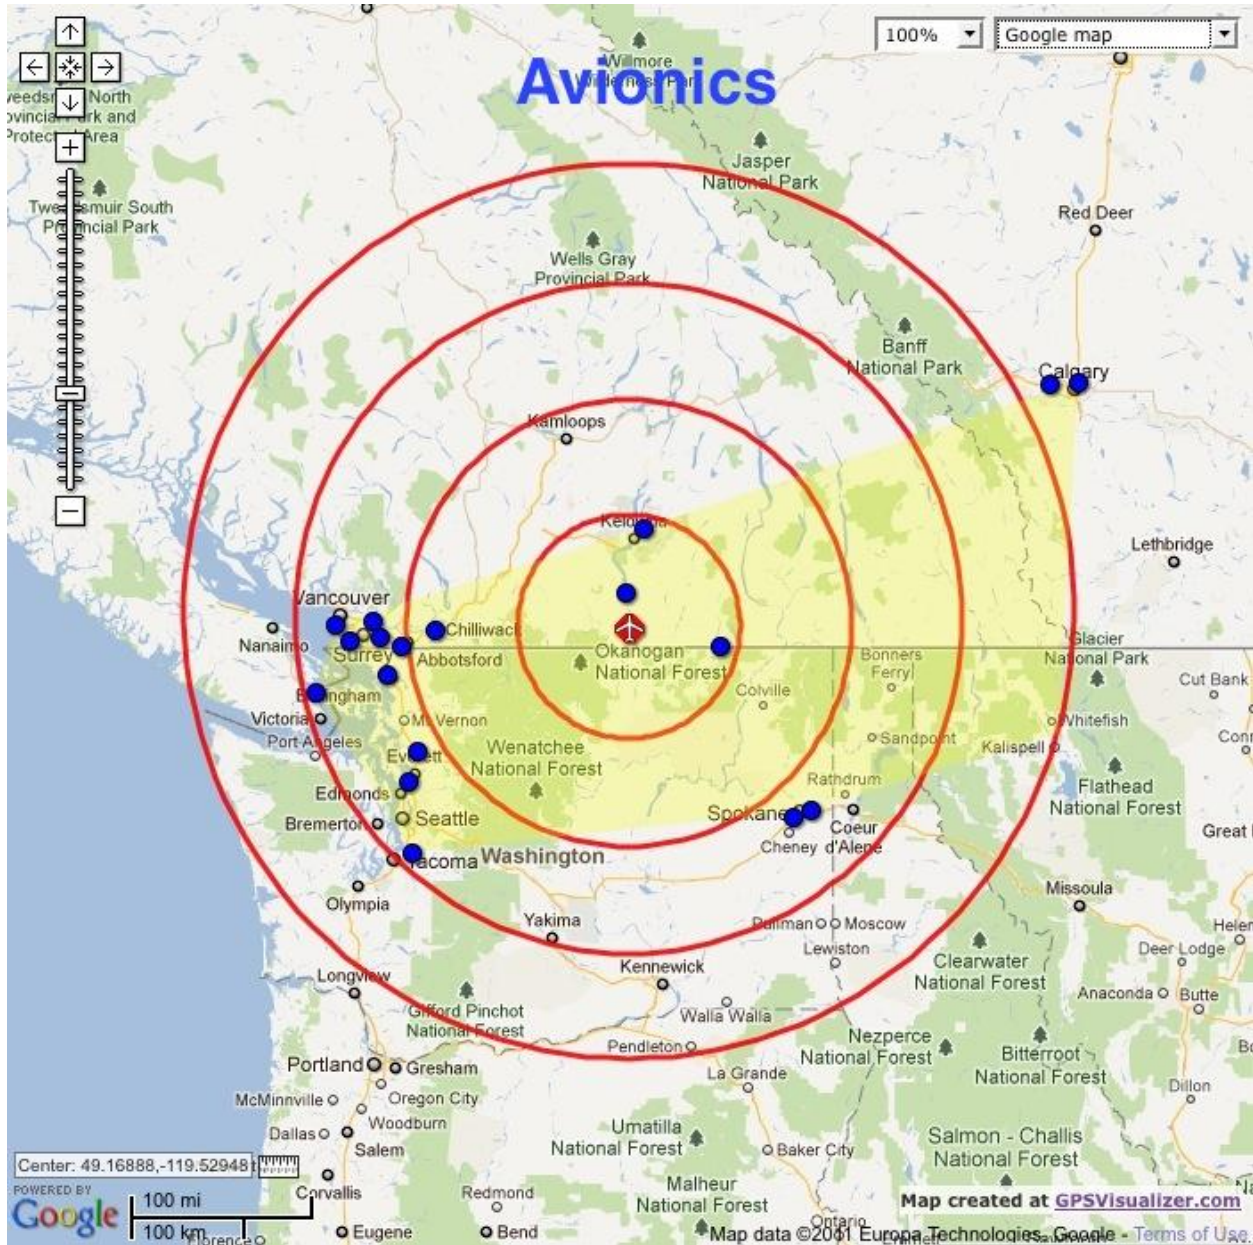 100%
Google map
Willmore
Wilderness Park
Avionics
Tweedsmuir North
Provincial Park and
Protected Area
Jasper
National Park
Tweedsmuir South
Provincial Park
Red Deer
Wells Gray
Provincial Park
Banff
National Park
Calgary
Kamloops
Kelowna
Lethbridge
Vancouver
Nanaimo
Surrey
Chilliwack
Abbotsford
Okanogan
National Forest
Bonners
Ferry
Glacier
National Park
Cut Bank
Colville
Bellingham
Victoria
Mt Vernon
Whitefish
Port Angeles
Sandpoint
Kalispell
Everett
Wenatchee
National Forest
Rathdrum
Flathead
National Forest
Edmonds
Seattle
Spokane
Bremerton
Coeur
d'Alene
Cheney
Great
Tacoma
Washington
Missoula
Olympia
Yakima
Pullman
Moscow
Lewiston
Deer Lodge
Clearwater
National Forest
Kennewick
Longview
Anaconda
Butte
Gifford Pinchot
National Forest
Walla Walla
Nezperce
National Forest
Bitterroot
National Forest
Pendleton
Portland
Gresham
La Grande
Dillon
McMinnville
Oregon City
Woodburn
Dallas
Salem
Umatilla
National Forest
Baker City
Salmon - Challis
National Forest
Center: 49.16888,-119.52948
Malheur
National Forest
POWERED BY
Google
100 mi
100 km
Corvallis
Redmond
Map created at GPSVisualizer.com
Ontario
Florence
Eugene
Bend
Map data ©2011 Europa Technologies, Google - Terms of Use